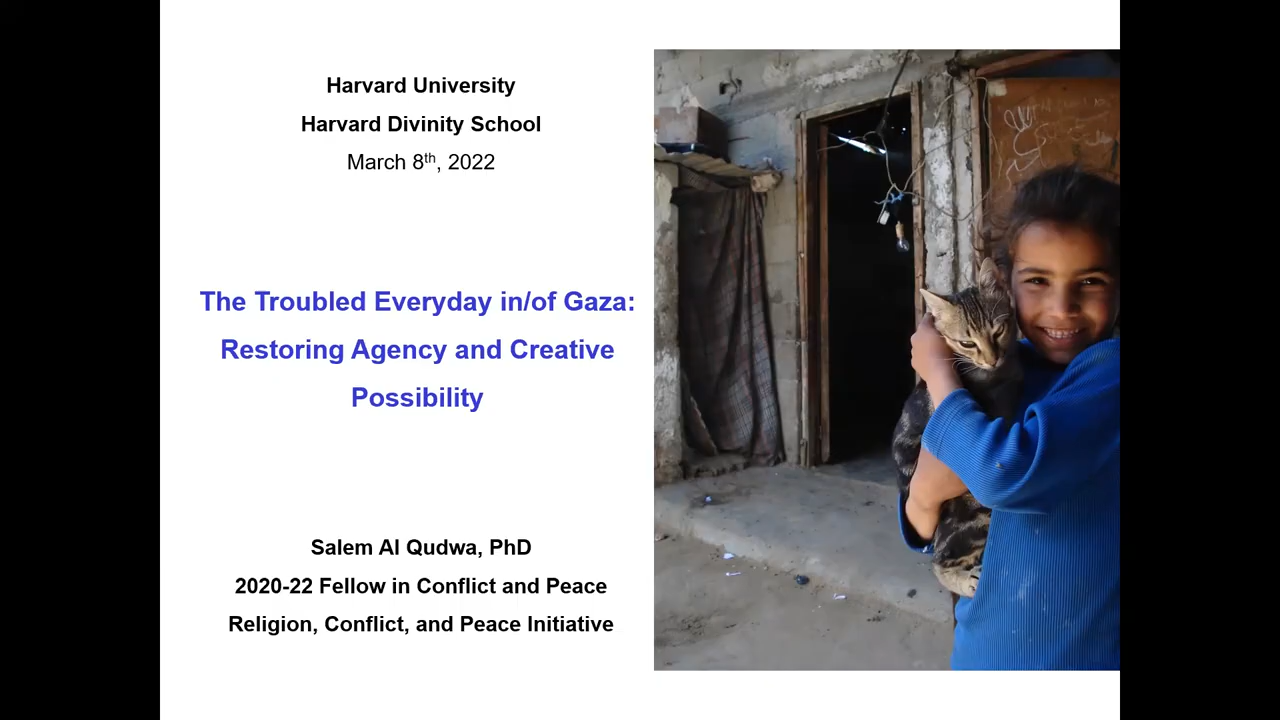 Harvard University
Harvard Divinity School
March 8th, 2022
The Troubled Everyday in/of Gaza:
Restoring Agency and Creative
Possibility
Salem Al Qudwa, PhD
2020-22 Fellow in Conflict and Peace
Religion, Conflict, and Peace Initiative